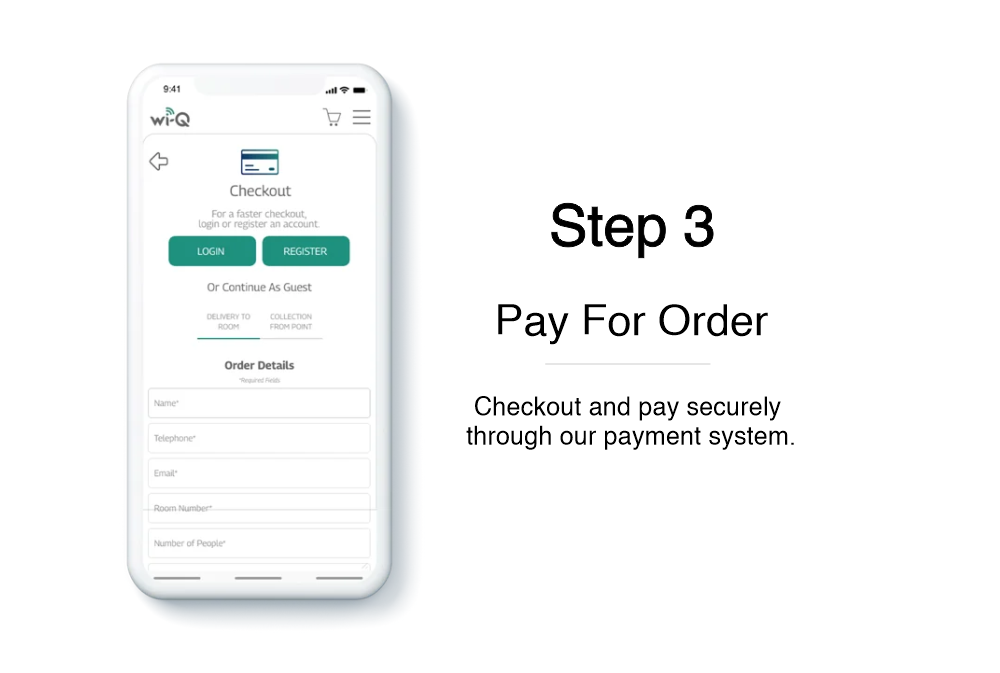 9:41
wi-Q
Checkout
For a faster checkout,
login or register an account.
LOGIN
REGISTER
Or Continue As Guest
DELIVERY TO
ROOM
COLLECTION
FROM POINT
Order Details
*Required Fields
Name*
Telephone*
Email*
Room Number*
Number of People*
Step 3
Pay For Order
Checkout and pay securely
through our payment system.